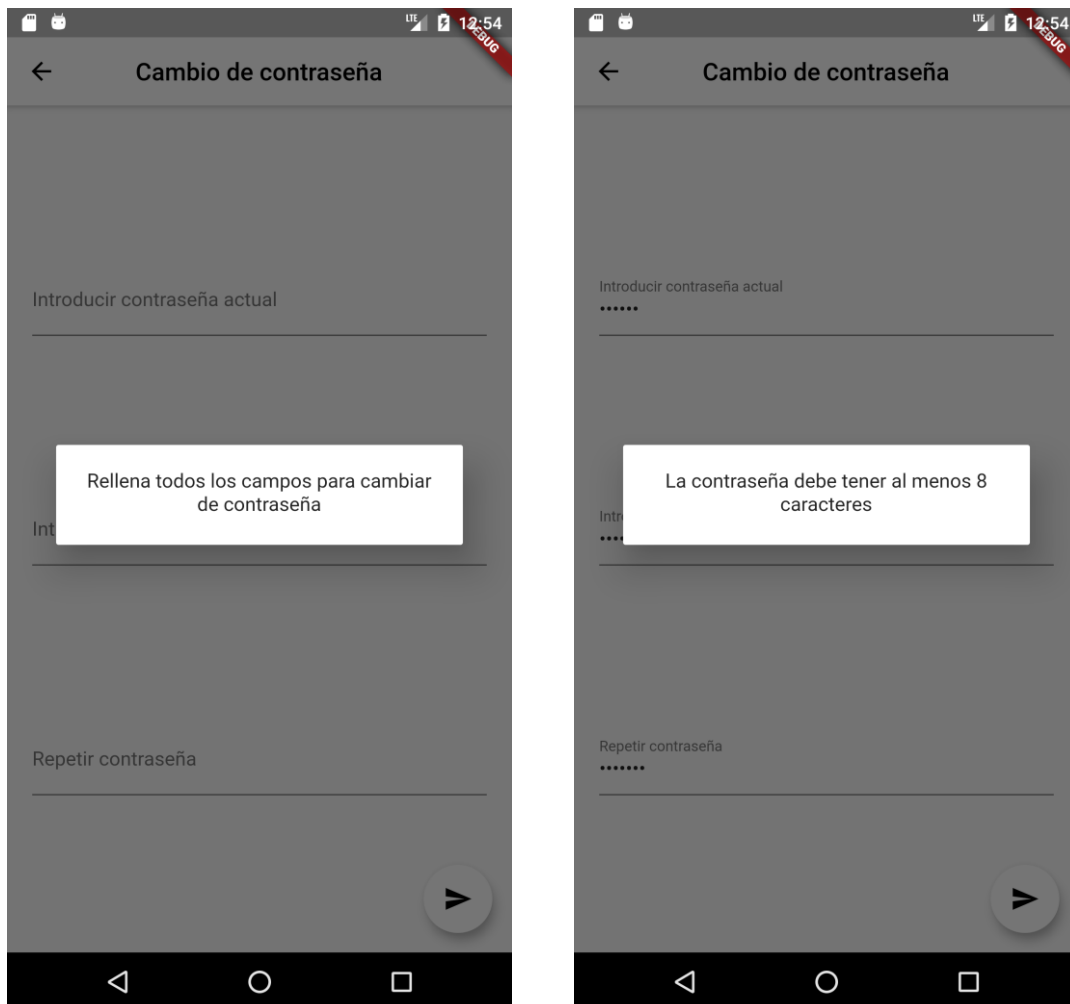 LTE 12:54
DEBUG
Cambio de contraseña
Introducir contraseña actual
Rellena todos los campos para cambiar
de contraseña
Int
Repetir contraseña
LTE 12:54
DEBUG
Cambio de contraseña
Introducir contraseña actual
••••••
La contraseña debe tener al menos 8
caracteres
Intr
••••
Repetir contraseña
•••••••